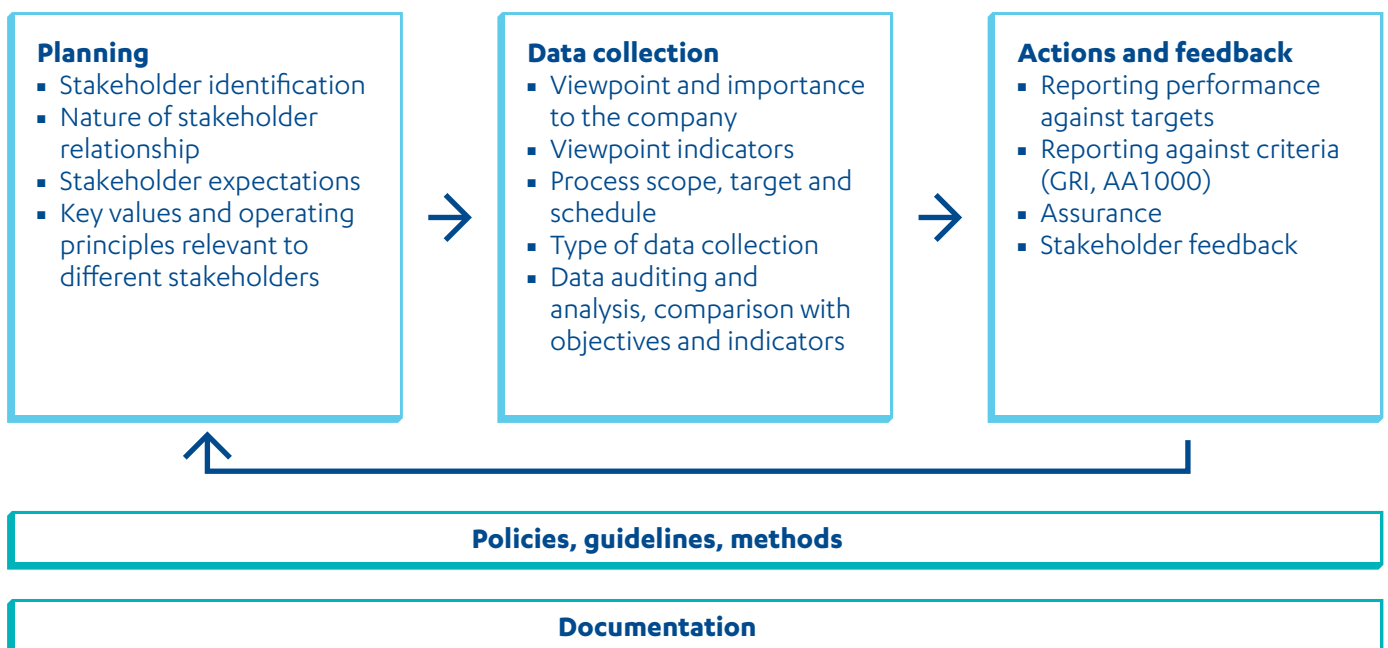 Planning
▪ Stakeholder identification
▪ Nature of stakeholder
relationship
▪ Stakeholder expectations
▪ Key values and operating
principles relevant to
different stakeholders
Data collection
▪ Viewpoint and importance
to the company
▪ Viewpoint indicators
▪ Process scope, target and
schedule
▪ Type of data collection
▪ Data auditing and
analysis, comparison with
objectives and indicators
Actions and feedback
▪ Reporting performance
against targets
▪ Reporting against criteria
(GRI, AA1000)
▪ Assurance
▪ Stakeholder feedback
Policies, guidelines, methods
Documentation